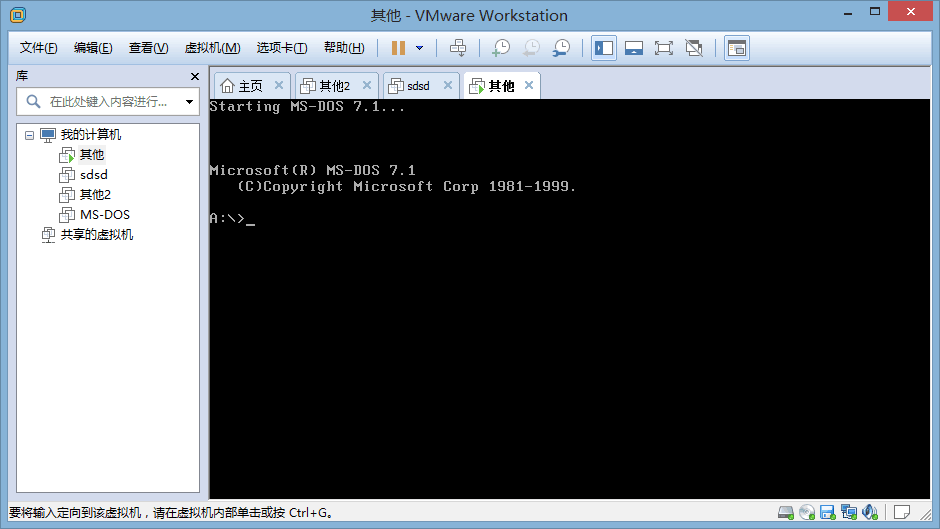 其他 - VMware Workstation
文件(F) 编辑(E) 查看(V) 虚拟机(M) 选项卡(T) 帮助(H)
库
在此处键入内容进行...
我的计算机
其他
sdsd
其他2
MS-DOS
共享的虚拟机
主页 其他2 sdsd 其他
Starting MS-DOS 7.1...
Microsoft(R) MS-DOS 7.1
(C)Copyright Microsoft Corp 1981-1999.
A:\>_
要将输入定向到该虚拟机，请在虚拟机内部单击或按 Ctrl+G。